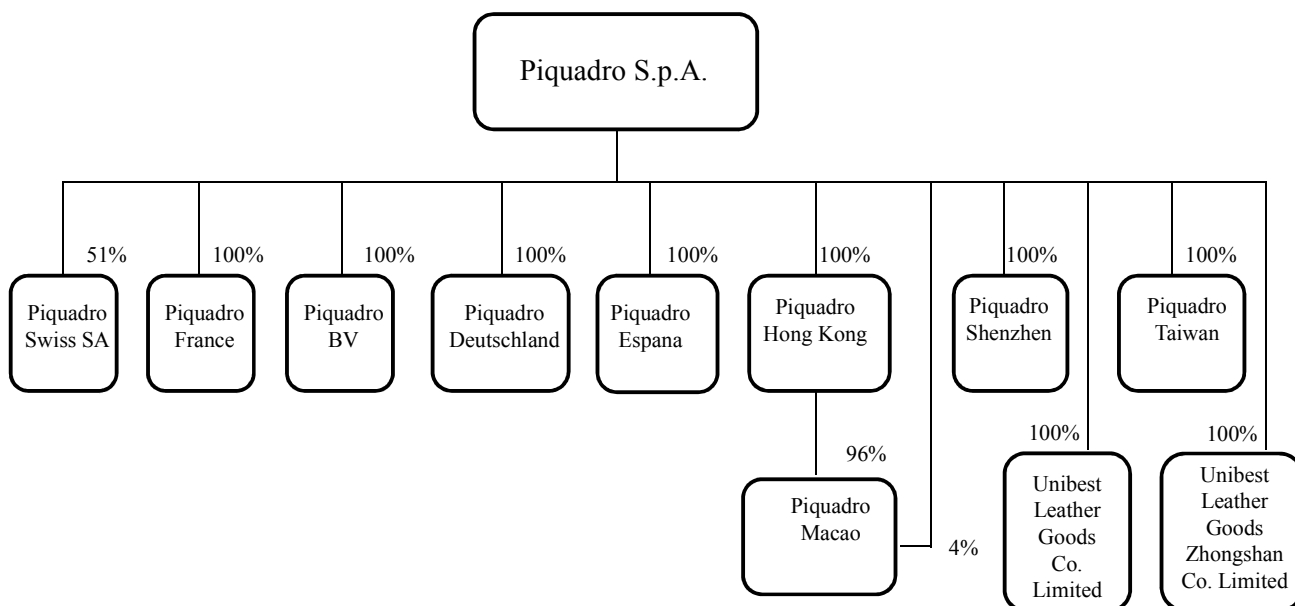 Piquadro S.p.A.
51%
100%
100%
100%
100%
100%
100%
100%
Piquadro
Swiss SA
Piquadro
France
Piquadro
BV
Piquadro
Deutschland
Piquadro
Espana
Piquadro
Hong Kong
Piquadro
Shenzhen
Piquadro
Taiwan
96%
100%
100%
Piquadro
Macao
4%
Unibest
Leather
Goods
Co.
Limited
Unibest
Leather
Goods
Zhongshan
Co. Limited